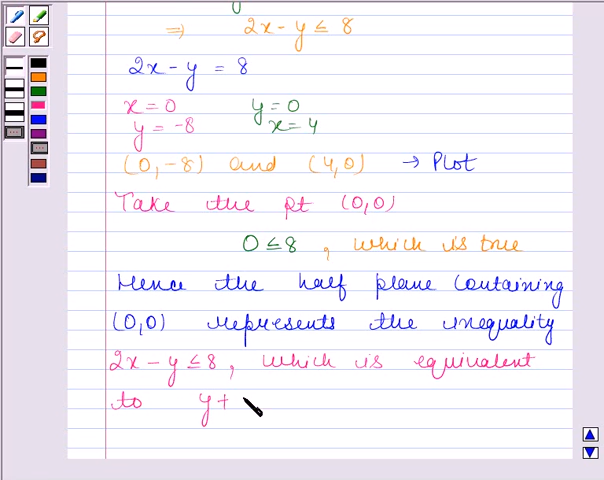 ⇒ 2x - y ≤ 8
2x - y = 8
x = 0 y = 0
y = -8 x = 4
(0, -8) and (4, 0) → Plot
Take the pt (0,0)
0 ≤ 8 , which is true
Hence the half plane containing
(0,0) represents the inequality
2x - y ≤ 8 , which is equivalent
to y +